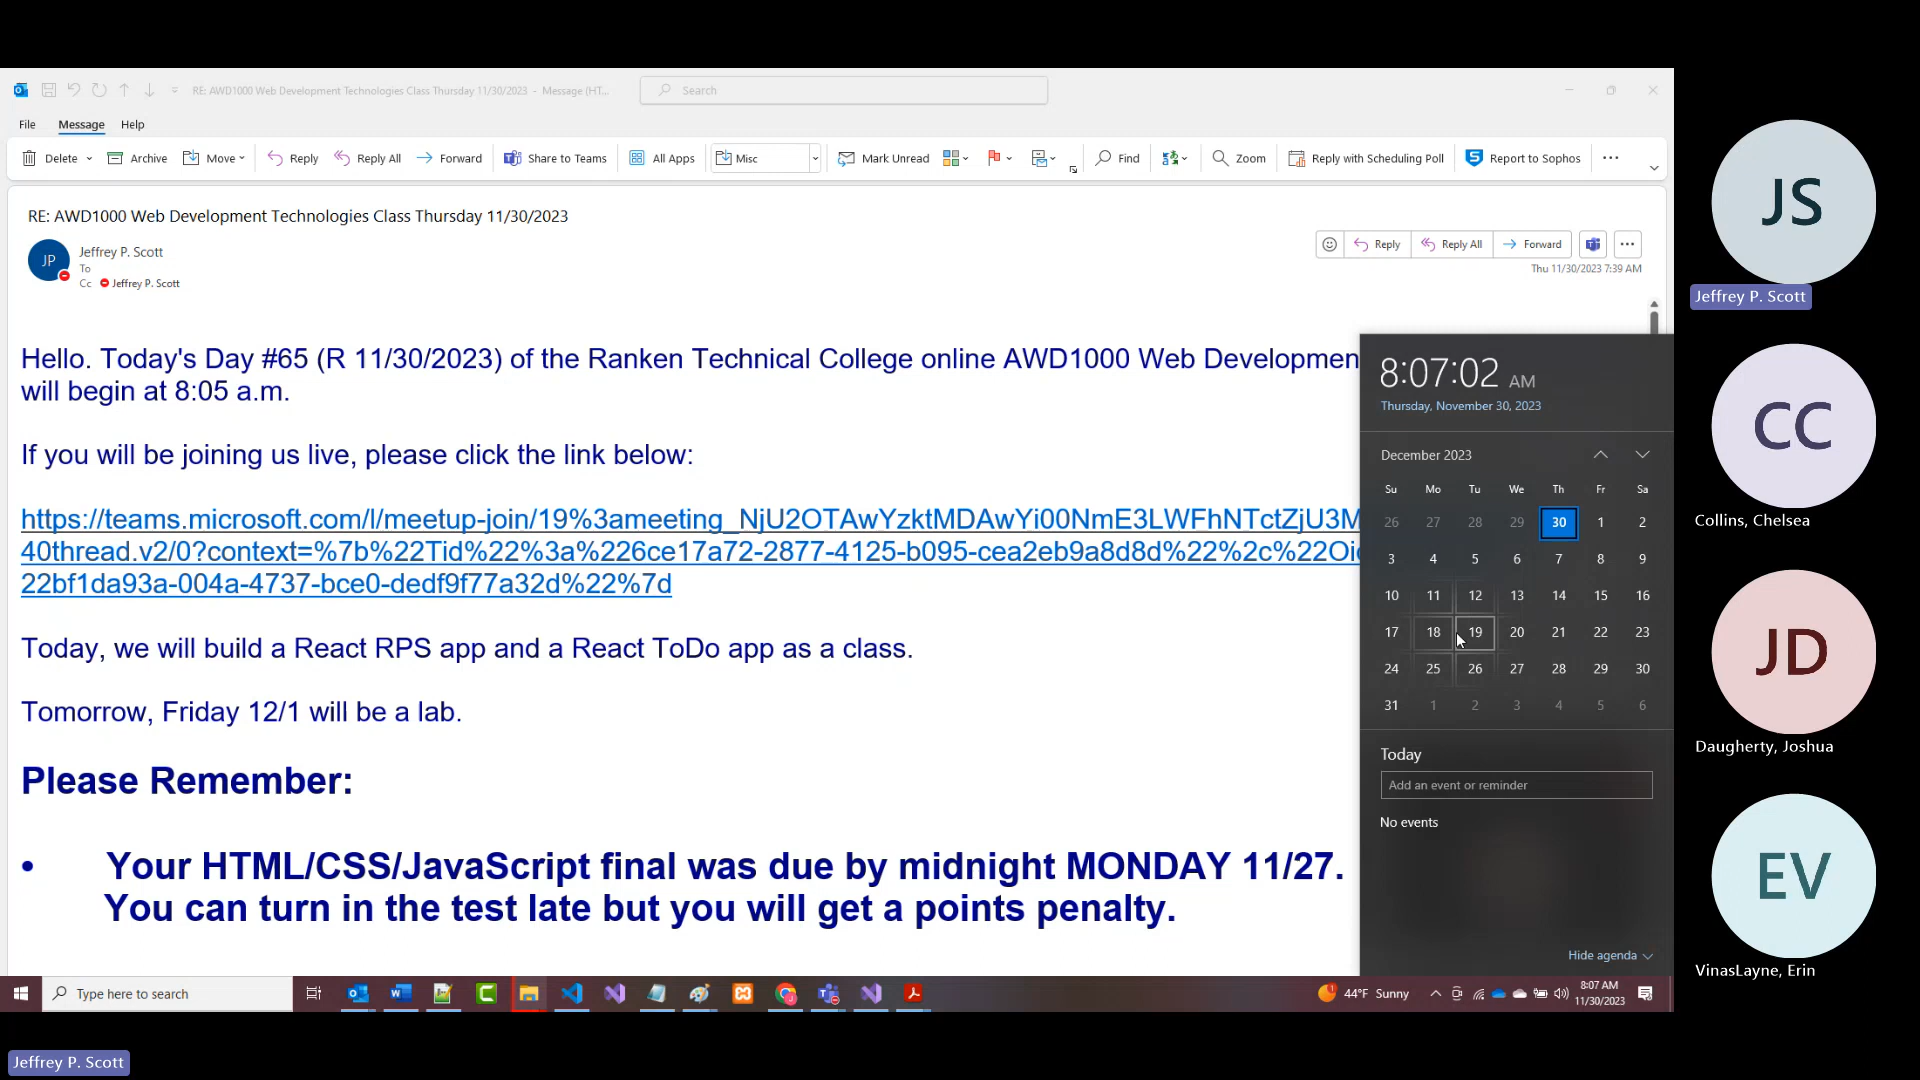 RE: AWD1000 Web Development Technologies Class Thursday 11/30/2023 - Message (HT...
Search
File Message Help
Delete Archive Move Reply Reply All Forward Share to Teams All Apps Misc Mark Unread Find Zoom Reply with Scheduling Poll Report to Sophos
RE: AWD1000 Web Development Technologies Class Thursday 11/30/2023
JP
Jeffrey P. Scott
To
Cc Jeffrey P. Scott
Reply Reply All Forward
Thu 11/30/2023 7:39 AM
Hello. Today's Day #65 (R 11/30/2023) of the Ranken Technical College online AWD1000 Web Developmen
will begin at 8:05 a.m.
If you will be joining us live, please click the link below:
https://teams.microsoft.com/l/meetup-join/19%3ameeting_NjU2OTAwYzktMDAwYi00NmE3LWFhNTctZjU3M
40thread.v2/0?context=%7b%22Tid%22%3a%226ce17a72-2877-4125-b095-cea2eb9a8d8d%22%2c%22Oi
22bf1da93a-004a-4737-bce0-dedf9f77a32d%22%7d
Today, we will build a React RPS app and a React ToDo app as a class.
Tomorrow, Friday 12/1 will be a lab.
Please Remember:
• Your HTML/CSS/JavaScript final was due by midnight MONDAY 11/27.
You can turn in the test late but you will get a points penalty.
8:07:02 AM
Thursday, November 30, 2023
December 2023
Su Mo Tu We Th Fr Sa
26 27 28 29 30 1 2
3 4 5 6 7 8 9
10 11 12 13 14 15 16
17 18 19 20 21 22 23
24 25 26 27 28 29 30
31 1 2 3 4 5 6
Today
Add an event or reminder
No events
Hide agenda
Type here to search
44°F Sunny
8:07 AM
11/30/2023
JS
Jeffrey P. Scott
CC
Collins, Chelsea
JD
Daugherty, Joshua
EV
VinasLayne, Erin
Jeffrey P. Scott